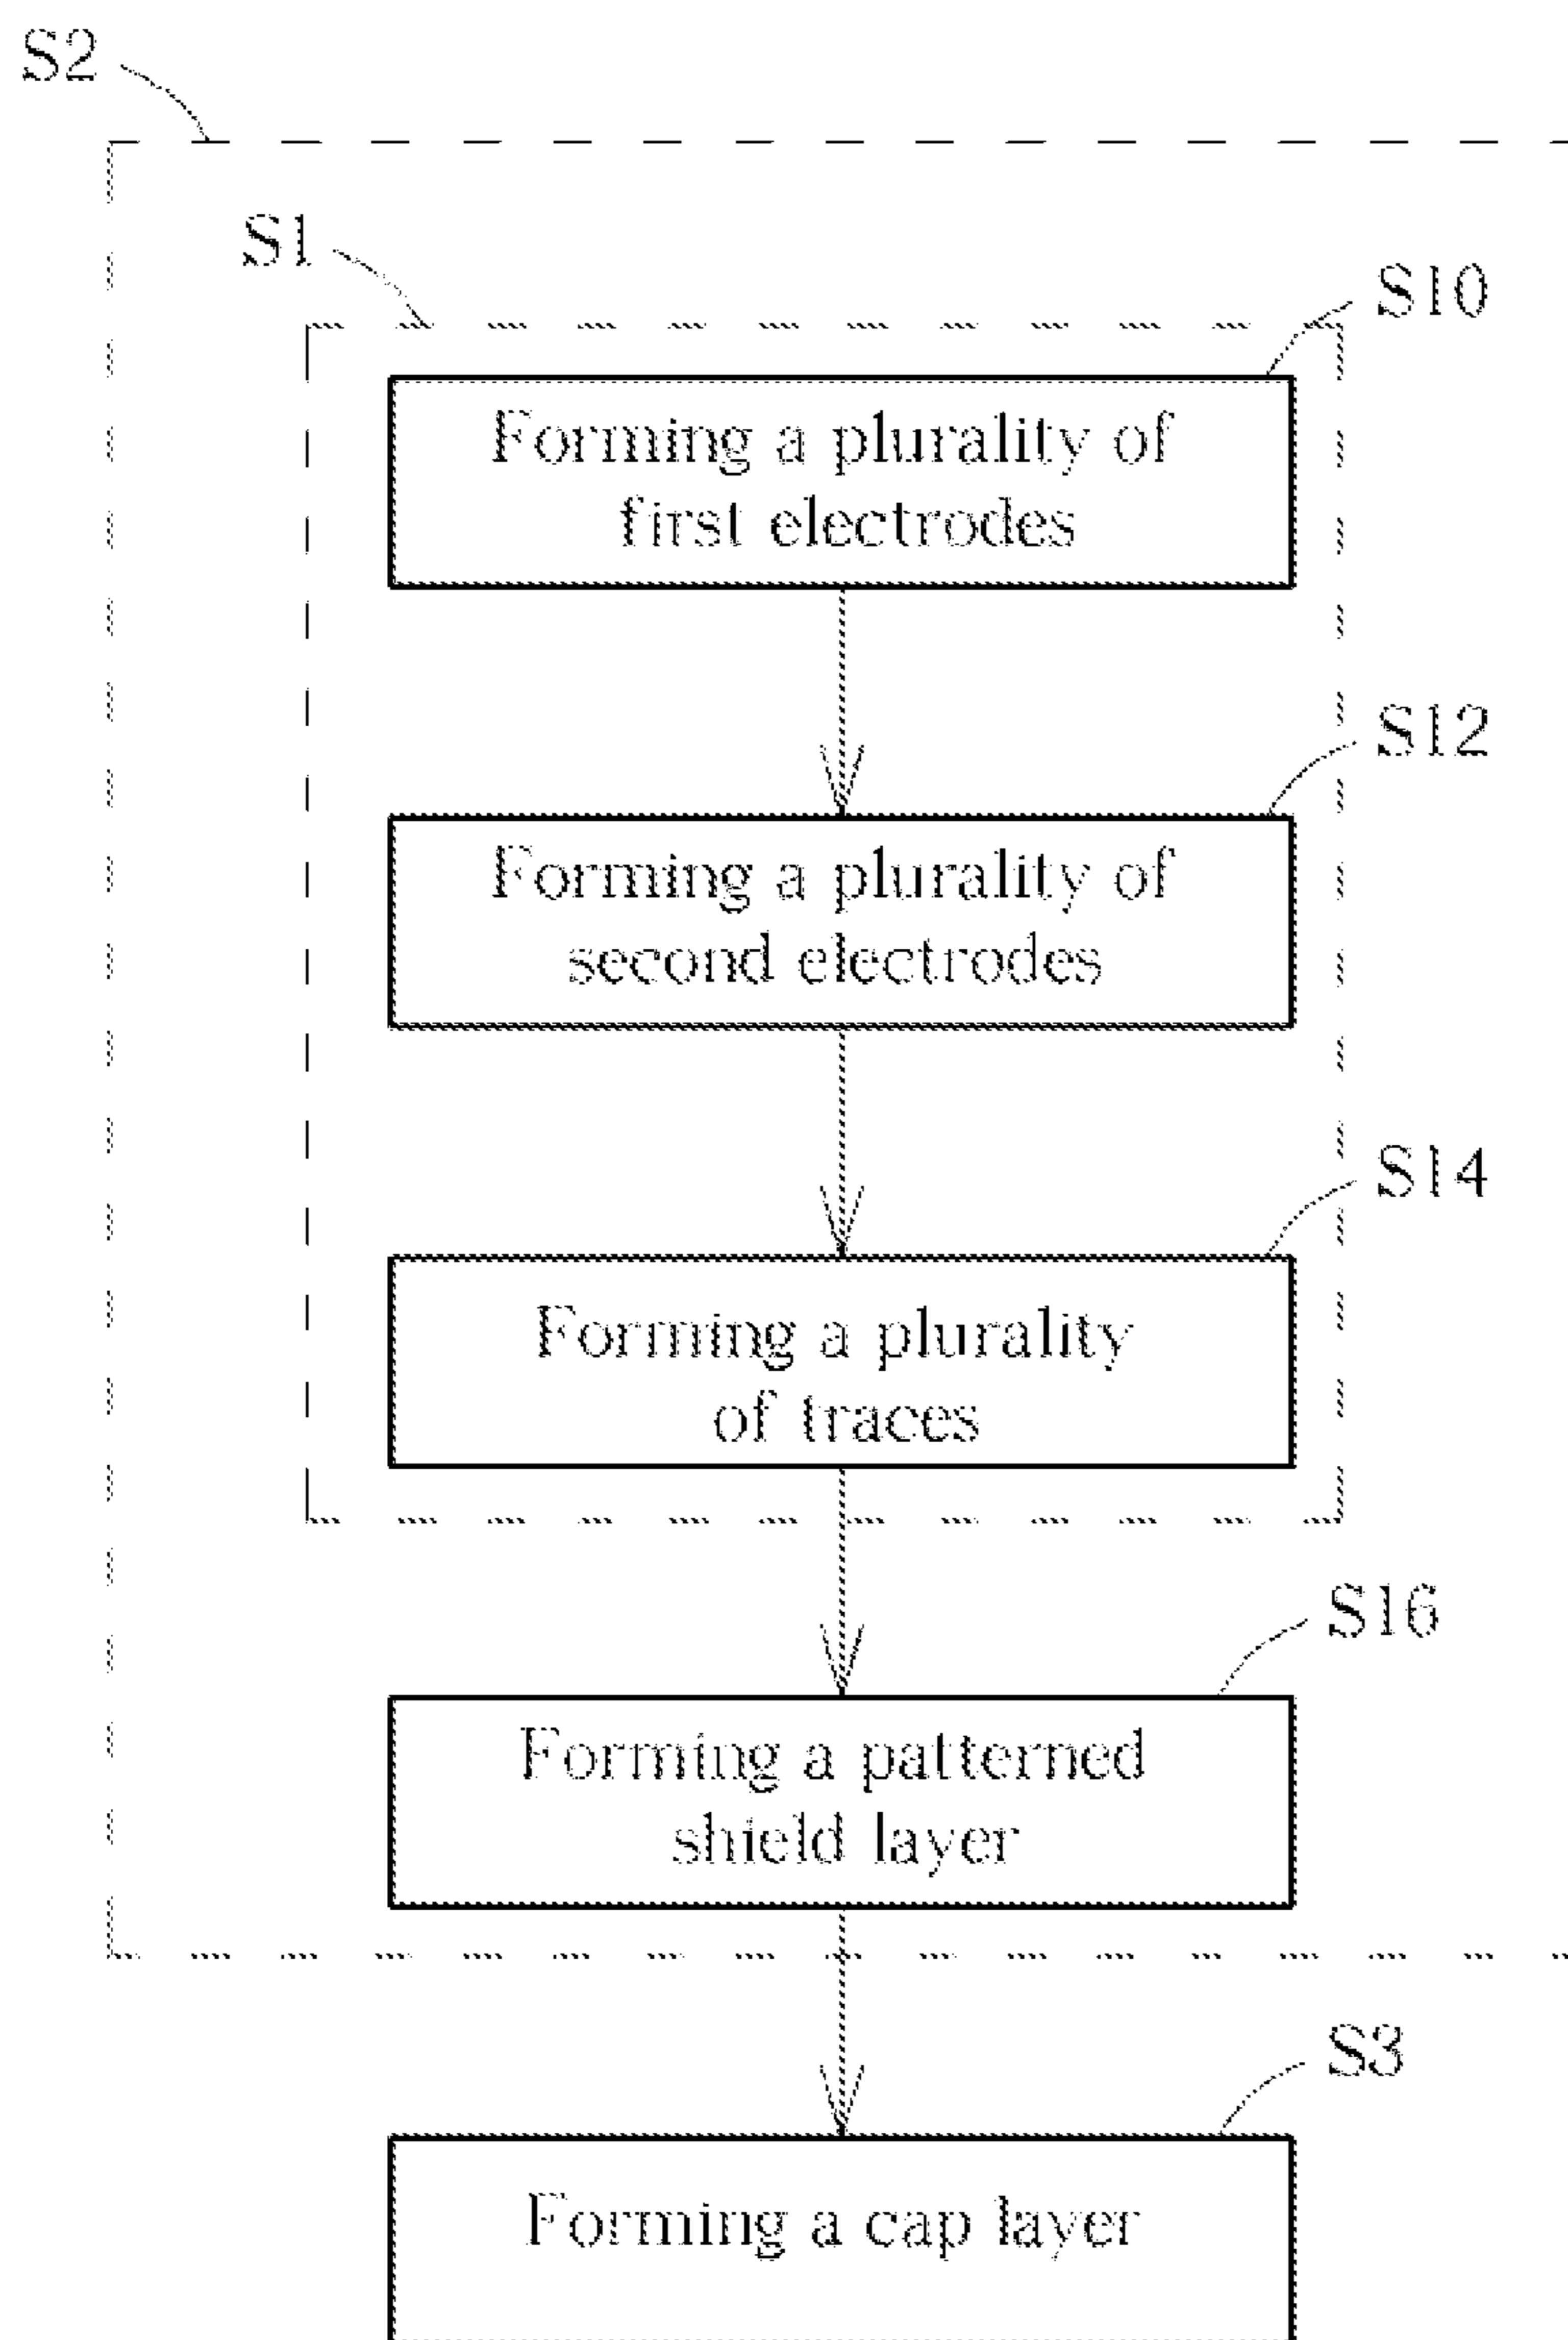 S2
S1
S10
Forming a plurality of
first electrodes
S12
Forming a plurality of
second electrodes
S14
Forming a plurality
of traces
S16
Forming a patterned
shield layer
S3
Forming a cap layer